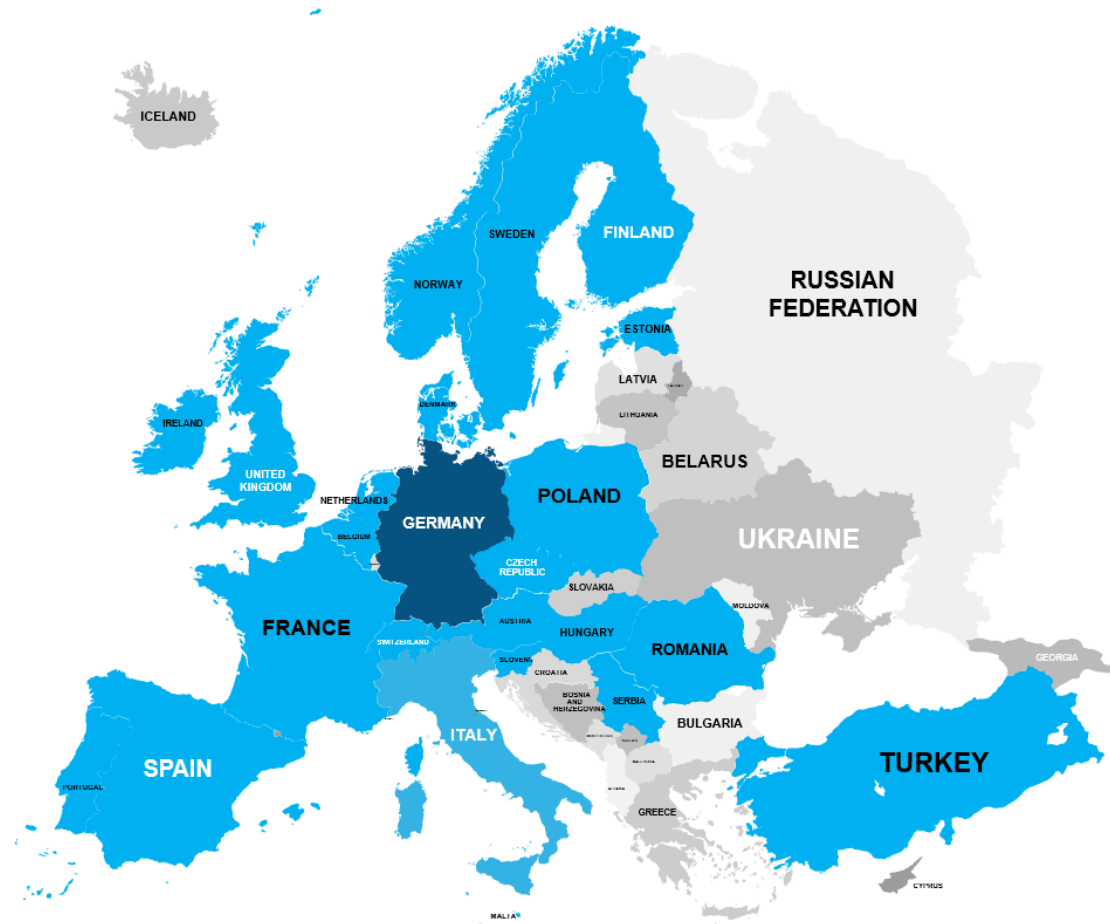 ICELAND
SWEDEN
FINLAND
NORWAY
RUSSIAN
FEDERATION
ESTONIA
LATVIA
LITHUANIA
DENMARK
IRELAND
BELARUS
UNITED
KINGDOM
NETHERLANDS
POLAND
GERMANY
BELGIUM
UKRAINE
CZECH
REPUBLIC
SLOVAKIA
MOLDOVA
AUSTRIA
FRANCE
HUNGARY
SWITZERLAND
ROMANIA
GEORGIA
SLOVENI
CROATIA
BOSNIA
AND
HERZEGOVINA
SERBIA
BULGARIA
ITALY
SPAIN
TURKEY
PORTUGAL
GREECE
CYPRUS
MALTA